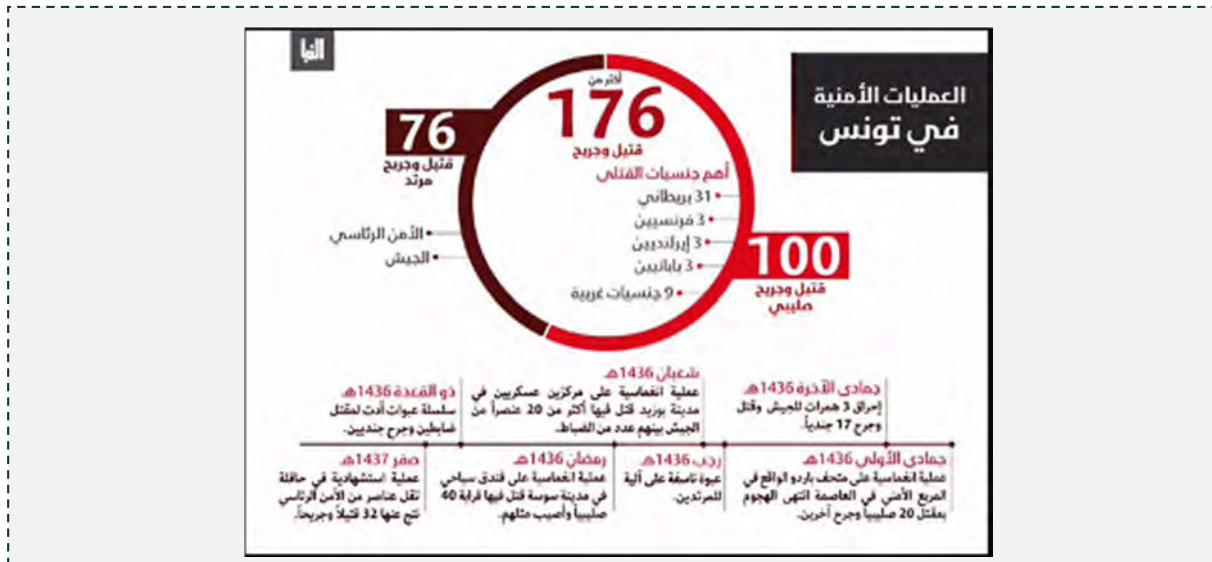 النبا
العمليات الأمنية
في تونس
أكثر من
176
قتيل وجريح
أهم جنسيات القتلى
31 بريطاني
3 فرنسيين
3 إيرلنديين
3 يابانيين
9 جنسيات غربية
100
قتيل وجريح
صليبي
76
قتيل وجريح
مرتد
الأمن الرئاسي
الجيش
جمادى الأولى 1436هـ
عملية انغماسية على متحف باردو الواقع في
المربع الأمني في العاصمة انتهى الهجوم
بمقتل 20 صليبياً وجرح آخرين.
جمادى الآخرة 1436هـ
إحراق 3 همرات للجيش وقتل
وجرح 17 جندياً.
رجب 1436هـ
عبوة ناسفة على آلية
للمرتدين.
شعبان 1436هـ
عملية انغماسية على مركزين عسكريين في
مدينة بوزيد قتل فيها أكثر من 20 عنصراً من
الجيش بينهم عدد من الضباط.
رمضان 1436هـ
عملية انغماسية على فندق سياحي
في مدينة سوسة قتل فيها قرابة 40
صليبياً وأصيب مثلهم.
ذو القعدة 1436هـ
سلسلة عبوات أدت لمقتل
ضابطين وجرح جنديين.
صفر 1437هـ
عملية استشهادية في حافلة
تقل عناصر من الأمن الرئاسي
نتج عنها 32 قتيلاً وجريحاً.